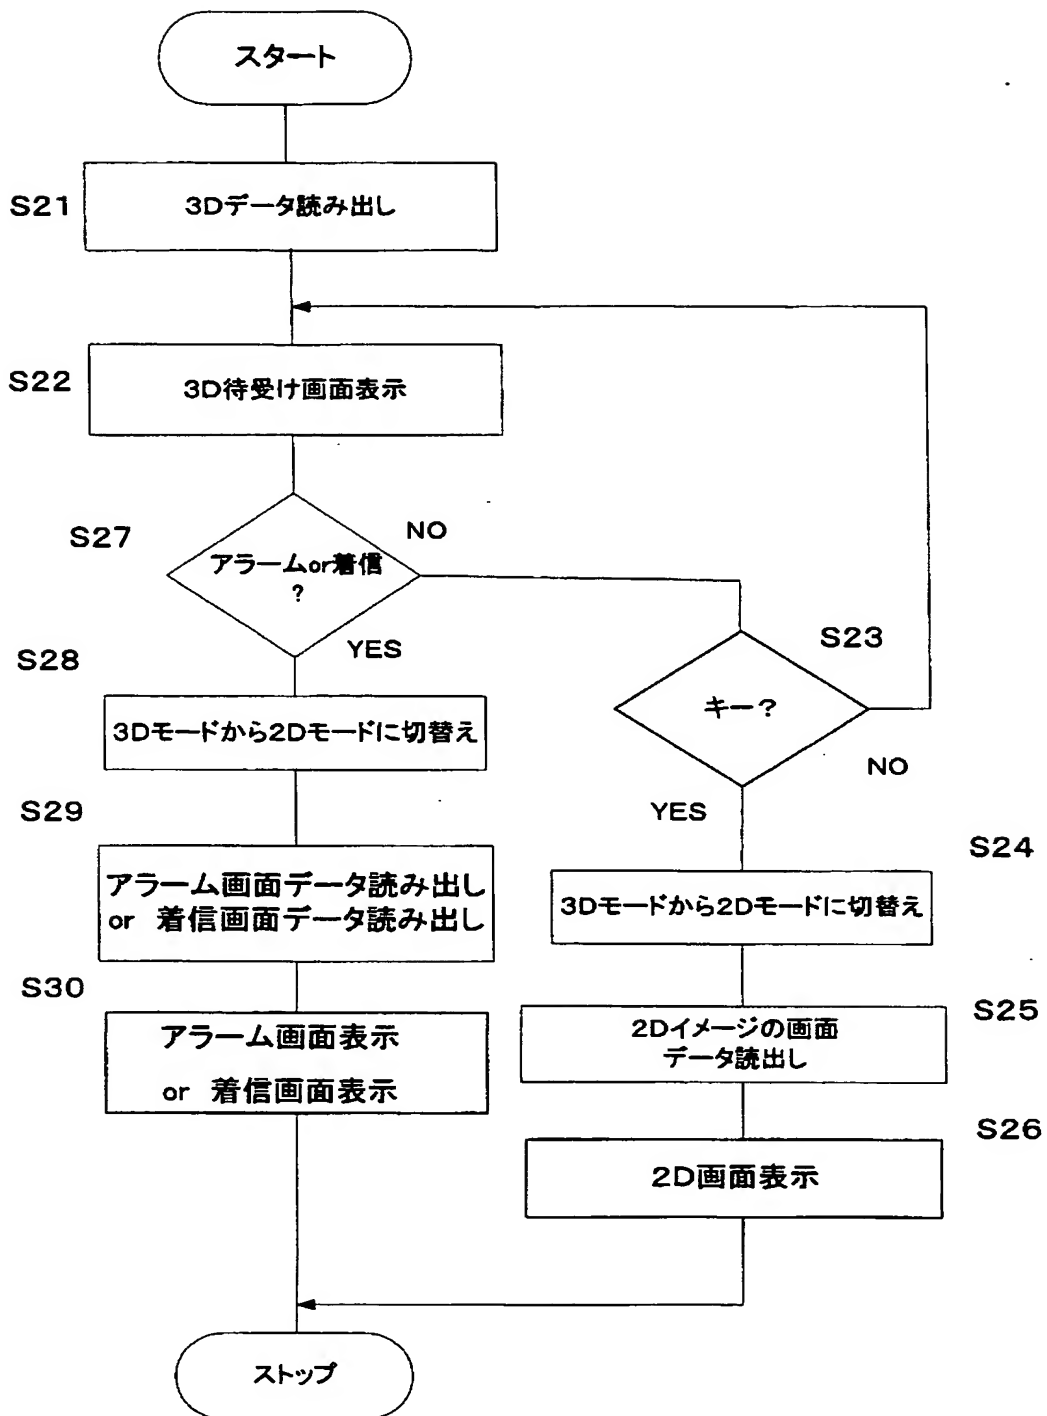 スタート
S21
3Dデータ読み出し
S22
3D待受け画面表示
S27
アラームor着信
?
NO
YES
S23
キー?
NO
YES
S28
3Dモードから2Dモードに切替え
S29
アラーム画面データ読み出し
or 着信画面データ読み出し
S30
アラーム画面表示
or 着信画面表示
S24
3Dモードから2Dモードに切替え
S25
2Dイメージの画面
データ読出し
S26
2D画面表示
ストップ